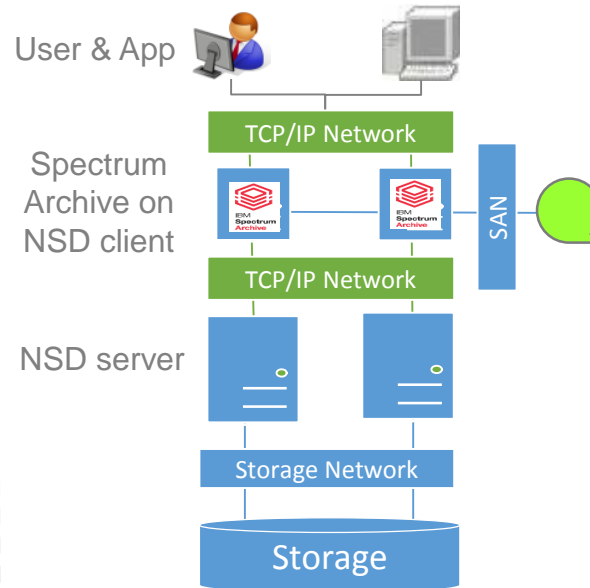 User & App
TCP/IP Network
Spectrum
Archive on
NSD client
IBM
Spectrum
Archive
IBM
Spectrum
Archive
SAN
TCP/IP Network
NSD server
Storage Network
Storage